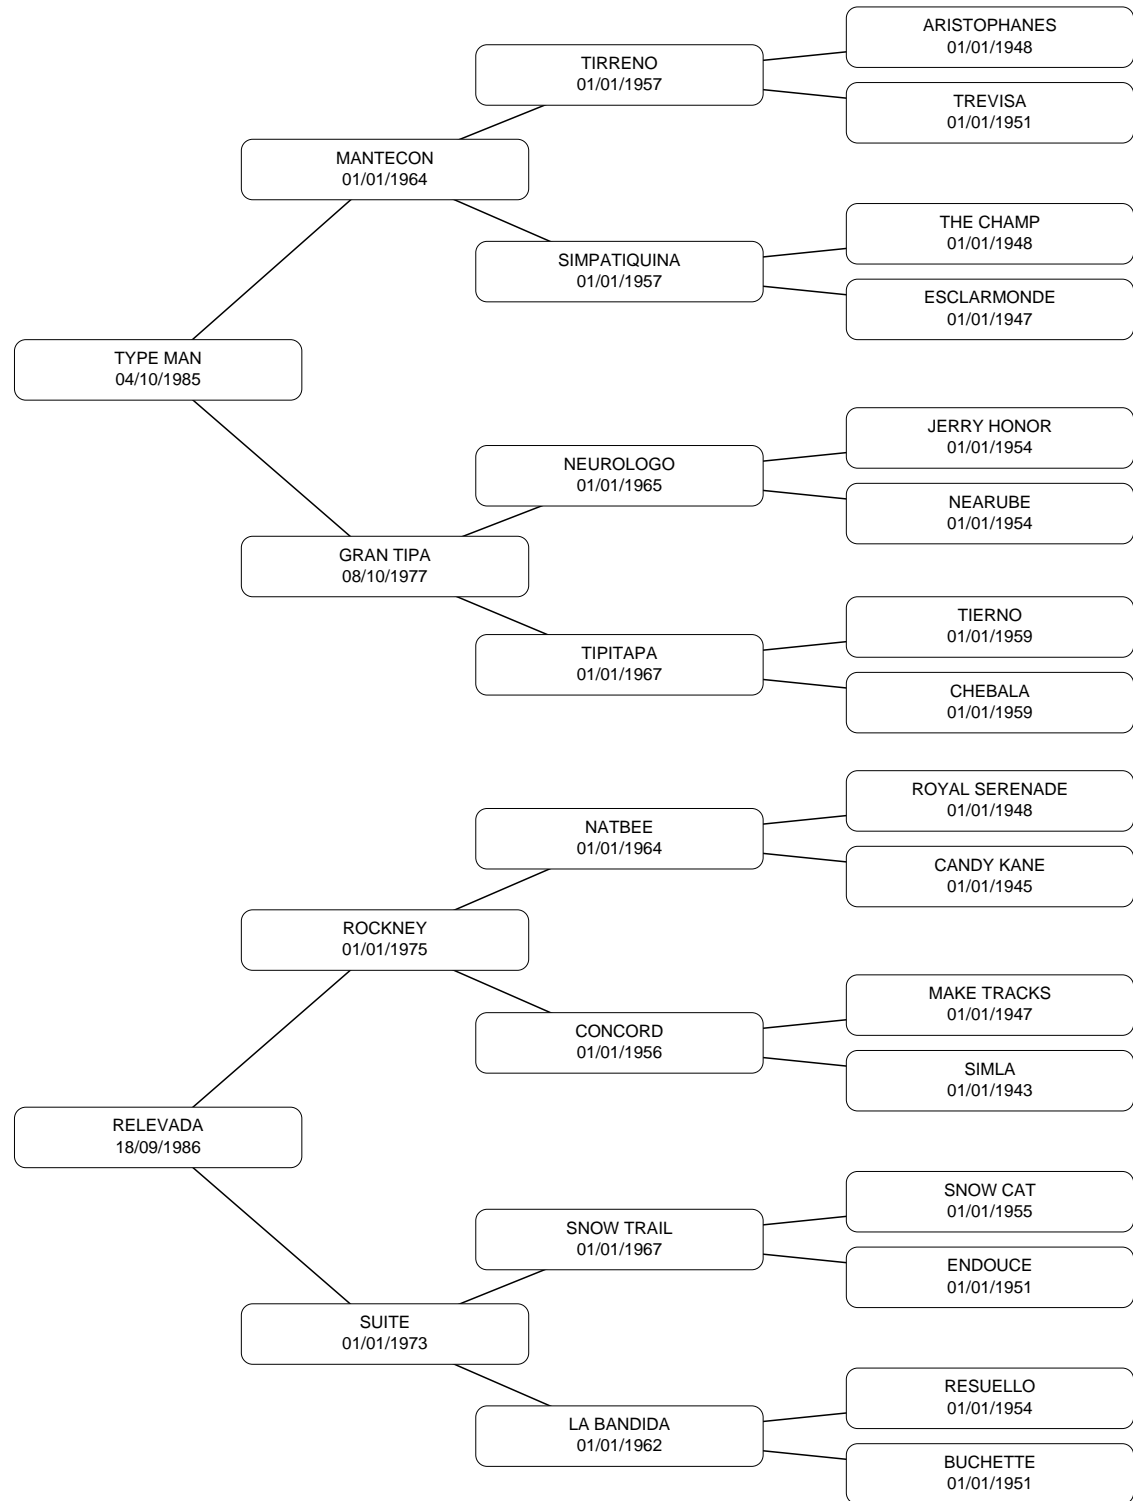 ARISTOPHANES
01/01/1948
TIRRENO
01/01/1957
TREVISA
01/01/1951
MANTECON
01/01/1964
THE CHAMP
01/01/1948
SIMPATIQUINA
01/01/1957
ESCLARMONDE
01/01/1947
TYPE MAN
04/10/1985
JERRY HONOR
01/01/1954
NEUROLOGO
01/01/1965
NEARUBE
01/01/1954
GRAN TIPA
08/10/1977
TIERNO
01/01/1959
TIPITAPA
01/01/1967
CHEBALA
01/01/1959
ROYAL SERENADE
01/01/1948
NATBEE
01/01/1964
CANDY KANE
01/01/1945
ROCKNEY
01/01/1975
MAKE TRACKS
01/01/1947
CONCORD
01/01/1956
SIMLA
01/01/1943
RELEVADA
18/09/1986
SNOW CAT
01/01/1955
SNOW TRAIL
01/01/1967
ENDOUCE
01/01/1951
SUITE
01/01/1973
RESUELLO
01/01/1954
LA BANDIDA
01/01/1962
BUCHETTE
01/01/1951